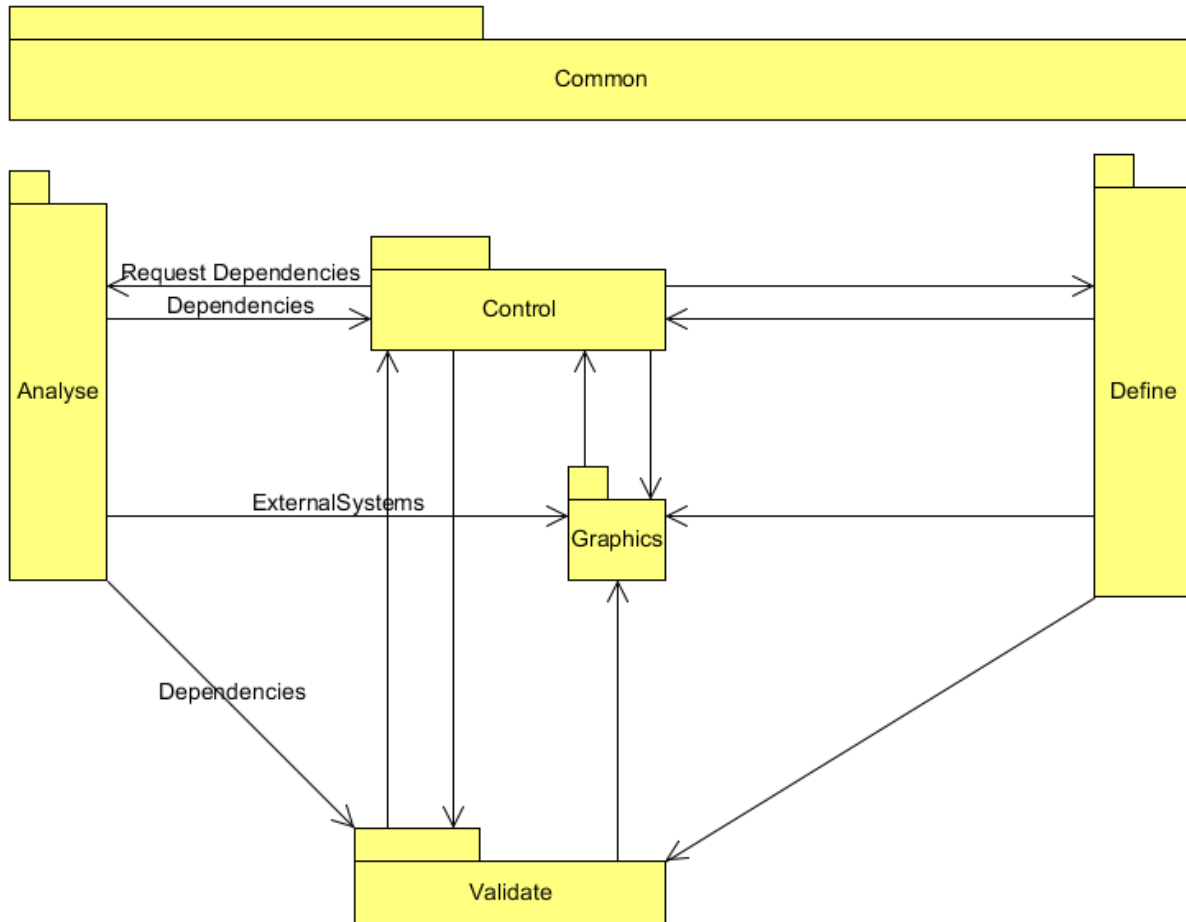 Common
Request Dependencies
Dependencies
Control
Analyse
Define
ExternalSystems
Graphics
Dependencies
Validate